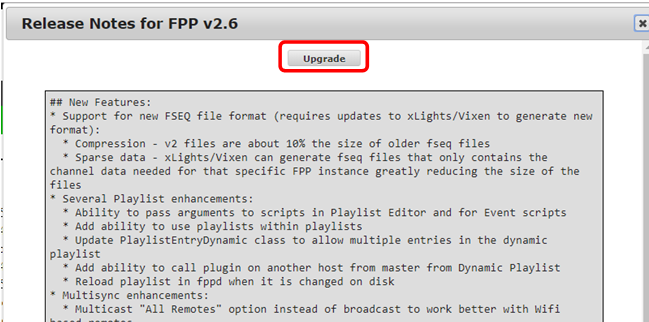 Release Notes for FPP v2.6
Upgrade
## New Features:
* Support for new FSEQ file format (requires updates to xLights/Vixen to generate new
format):
* Compression - v2 files are about 10% the size of older fseq files
* Sparse data - xLights/Vixen can generate fseq files that only contains the
channel data needed for that specific FPP instance greatly reducing the size of the
files
* Several Playlist enhancements:
* Ability to pass arguments to scripts in Playlist Editor and for Event scripts
* Add ability to use playlists within playlists
* Update PlaylistEntryDynamic class to allow multiple entries in the dynamic
playlist
* Add ability to call plugin on another host from master from Dynamic Playlist
* Reload playlist in fppd when it is changed on disk
* Multisync enhancements:
* Multicast "All Remotes" option instead of broadcast to work better with Wifi